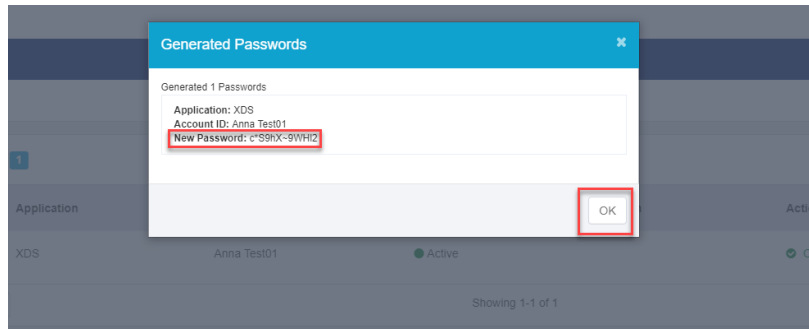 Generated Passwords
Generated 1 Passwords
Application: XDS
Account ID: Anna Test01
New Password: c*S9hX~9WHI2
OK
1
Application
Acti
XDS
Anna Test01
Active
Showing 1-1 of 1